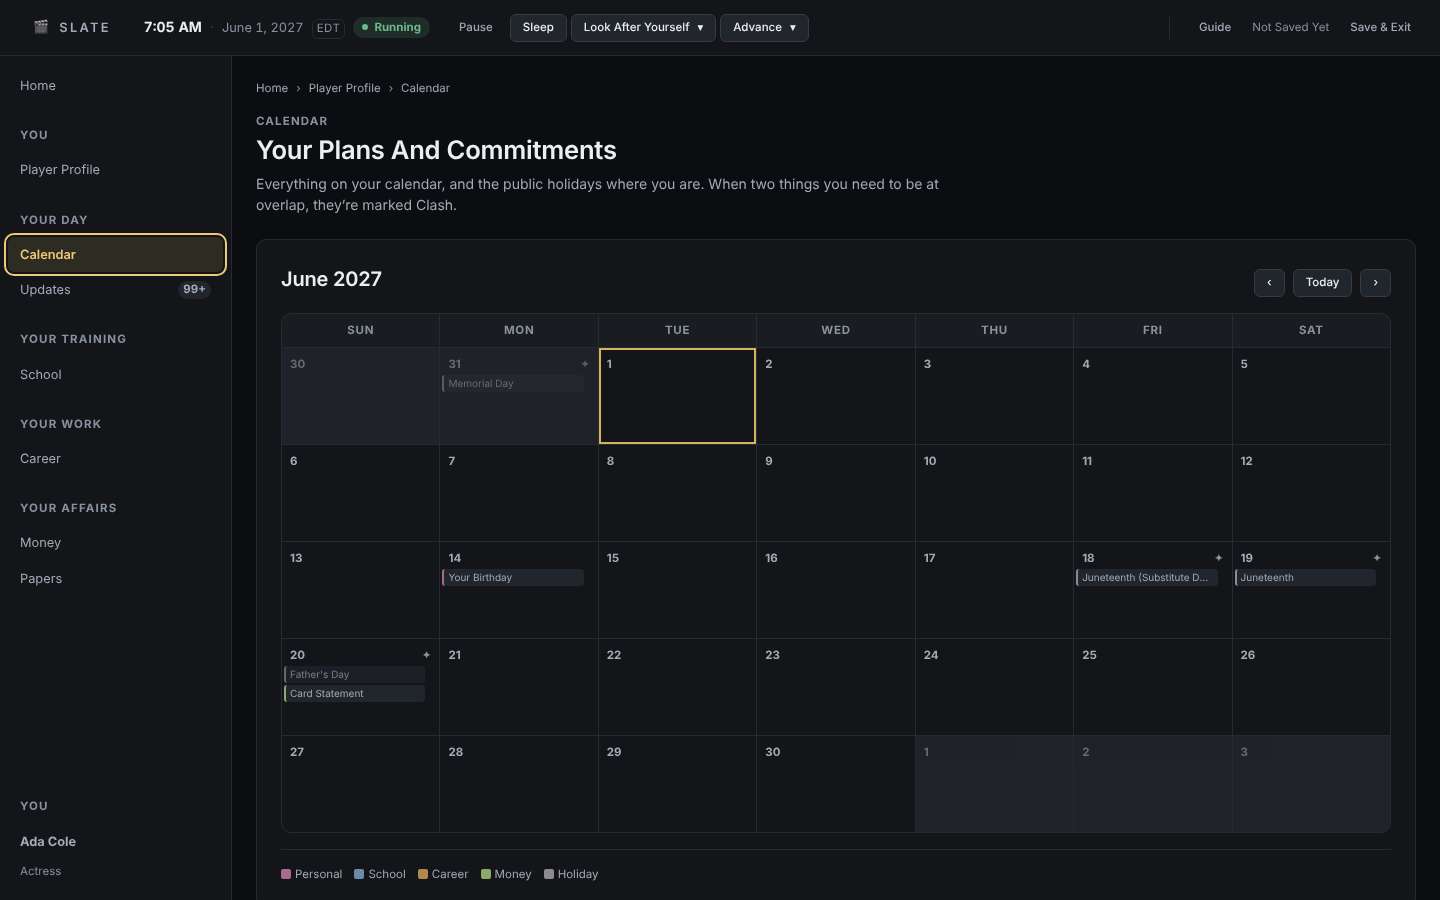 SLATE
7:05 AM · June 1, 2027 EDT Running Pause Sleep Look After Yourself ▾ Advance ▾ Guide Not Saved Yet Save & Exit
Home
YOU
Player Profile
YOUR DAY
Calendar
Updates 99+
YOUR TRAINING
School
YOUR WORK
Career
YOUR AFFAIRS
Money
Papers
YOU
Ada Cole
Actress
Home › Player Profile › Calendar
CALENDAR
Your Plans And Commitments
Everything on your calendar, and the public holidays where you are. When two things you need to be at
overlap, they're marked Clash.
June 2027
‹ Today ›
SUN MON TUE WED THU FRI SAT
30 31 1 2 3 4 5
Memorial Day
6 7 8 9 10 11 12
13 14 15 16 17 18 19
Your Birthday Juneteenth (Substitute D... Juneteenth
20 21 22 23 24 25 26
Father's Day
Card Statement
27 28 29 30 1 2 3
Personal School Career Money Holiday